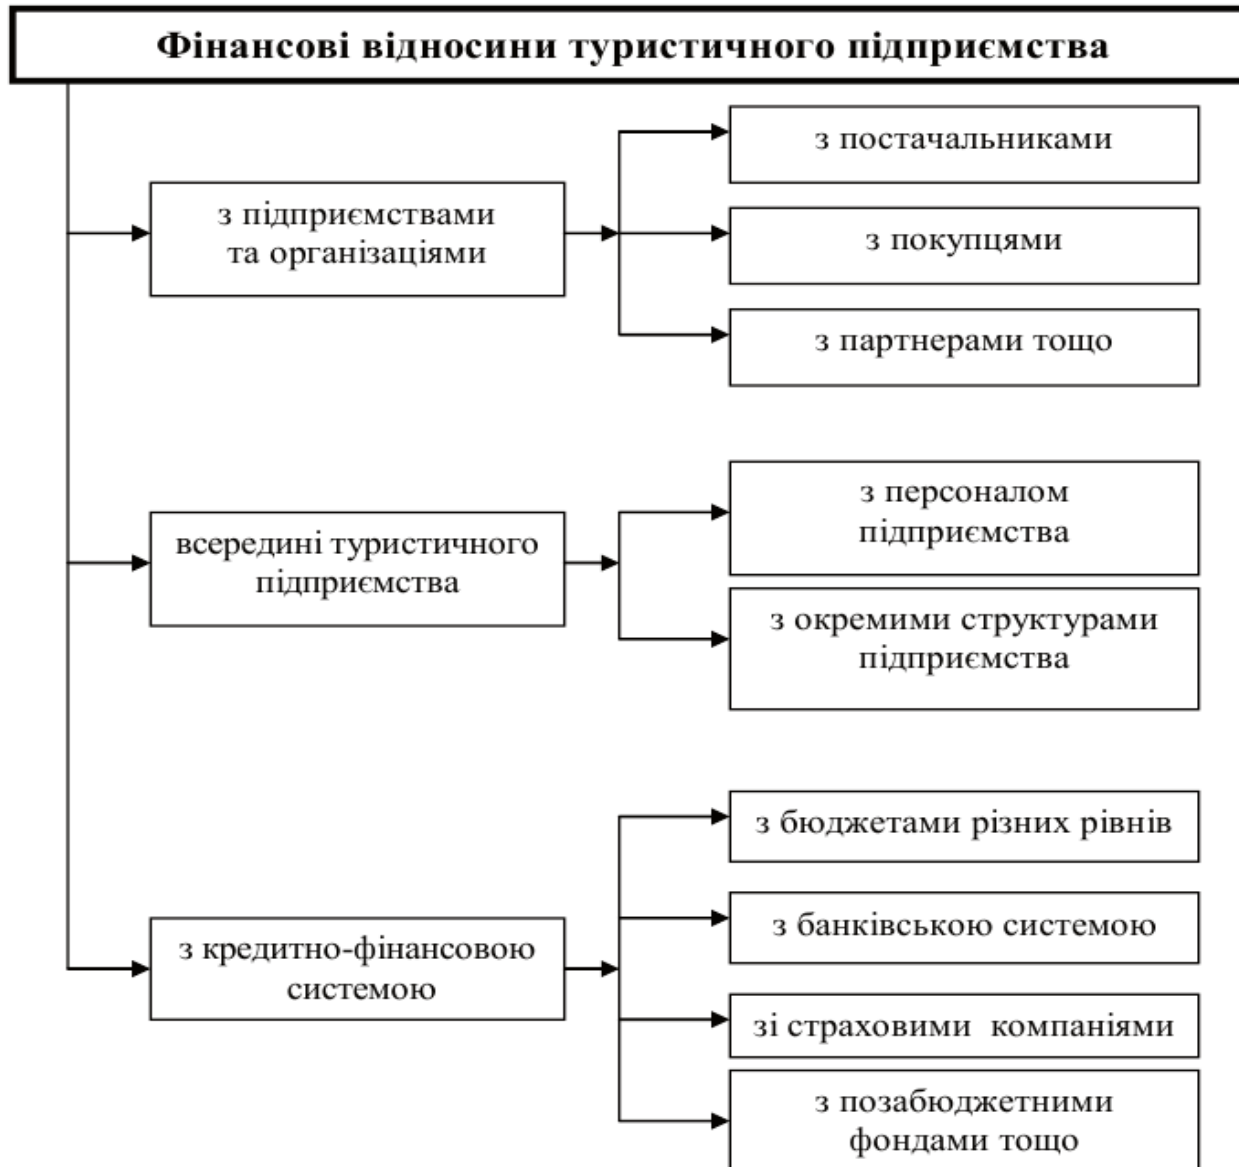 Фінансові відносини туристичного підприємства
з підприємствами
та організаціями
з постачальниками
з покупцями
з партнерами тощо
всередині туристичного
підприємства
з персоналом
підприємства
з окремими структурами
підприємства
з кредитно-фінансовою
системою
з бюджетами різних рівнів
з банківською системою
зі страховими компаніями
з позабюджетними
фондами тощо